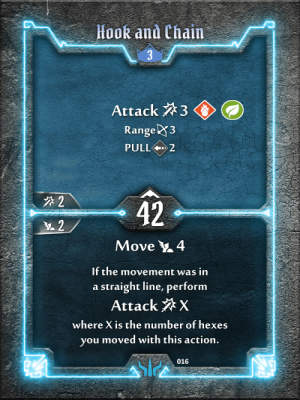 Hook and Chain
3
Attack 3
Range 3
PULL 2
2
42
2
Move 4
If the movement was in
a straight line, perform
Attack X
where X is the number of hexes
you moved with this action.
016